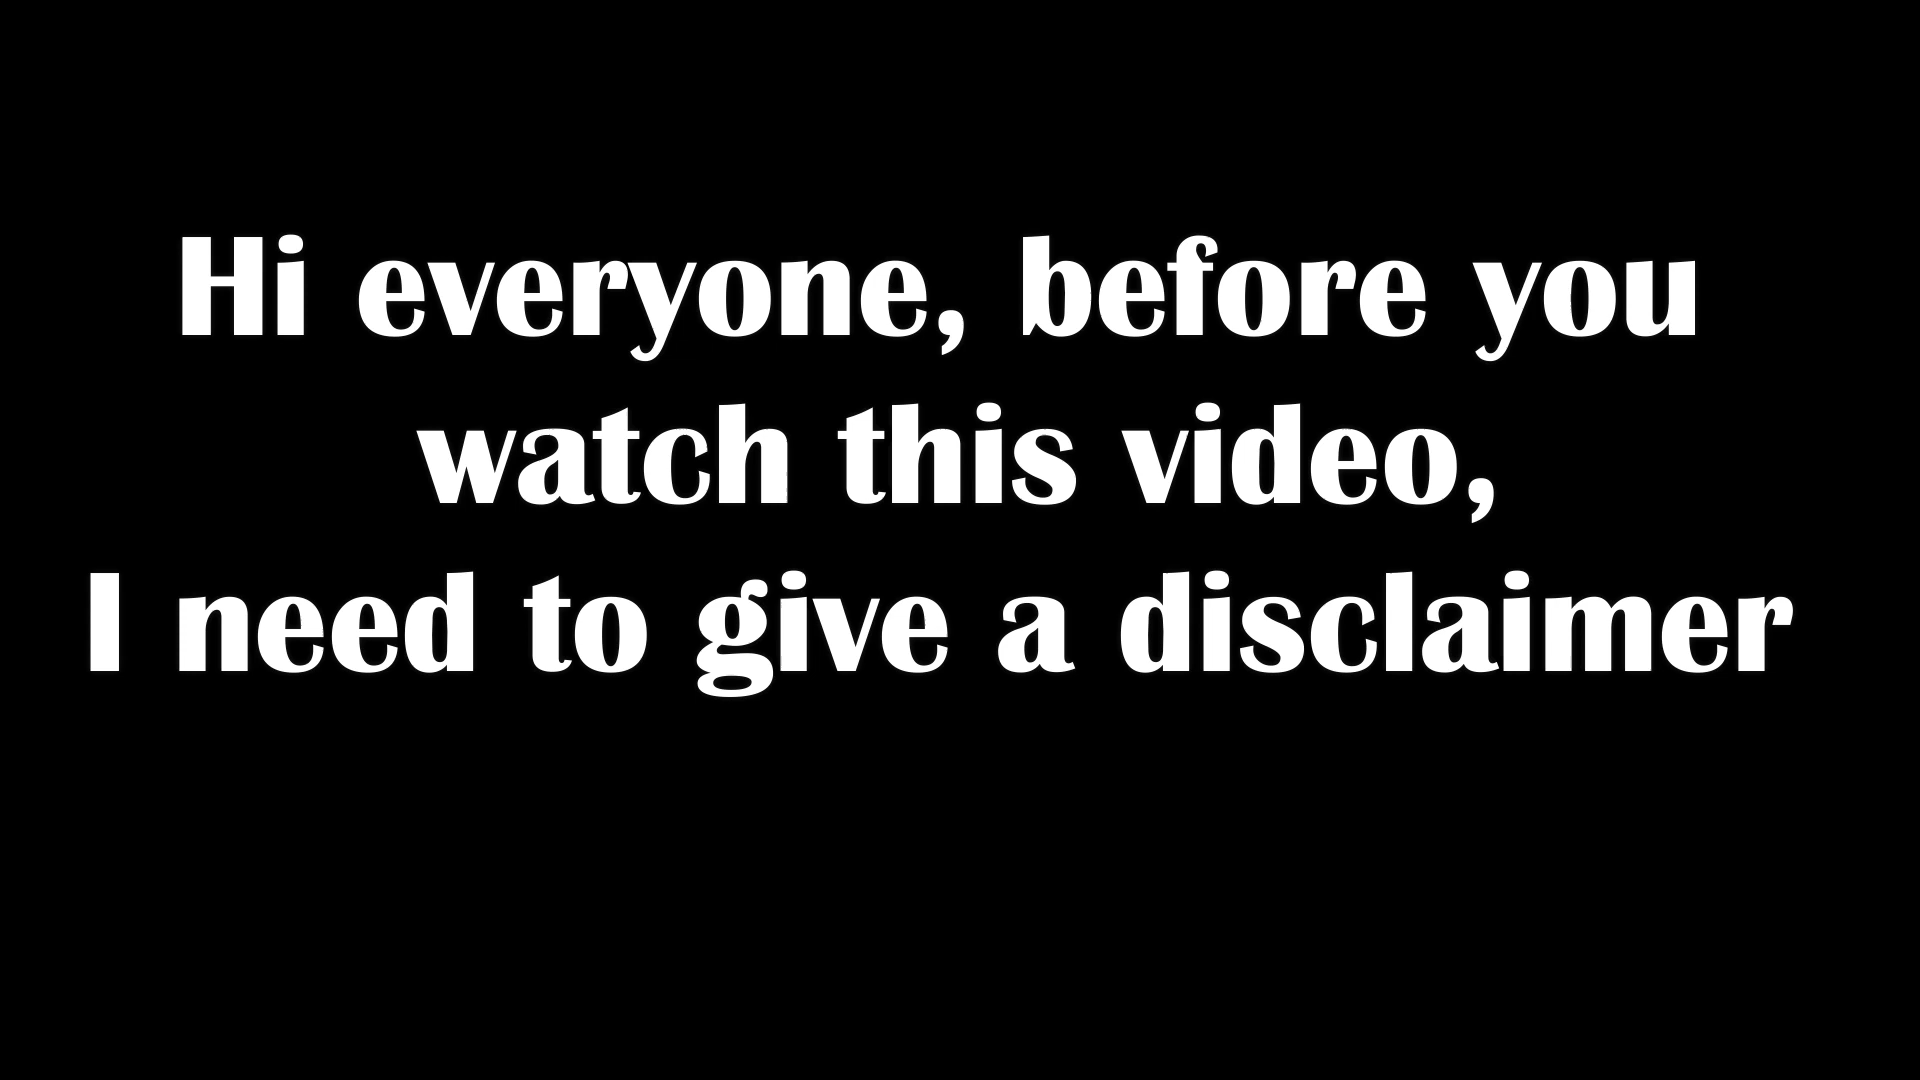 Hi everyone, before you
watch this video,
I need to give a disclaimer